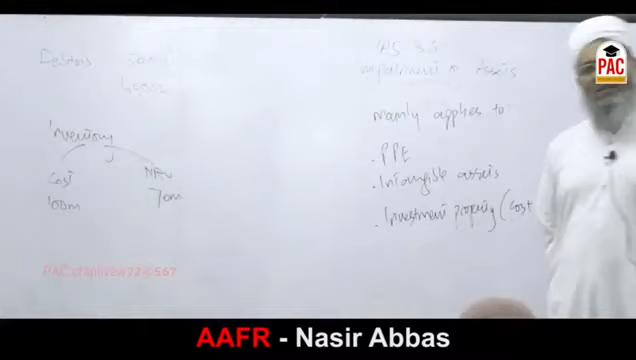 PAC
Debtors
Inventory
Cost NRV
100m 70m
IAS 36
Impairment of Assets
mainly applies to:
. PPE
. Intangible assets
. Investment property (Cost
AAFR - Nasir Abbas